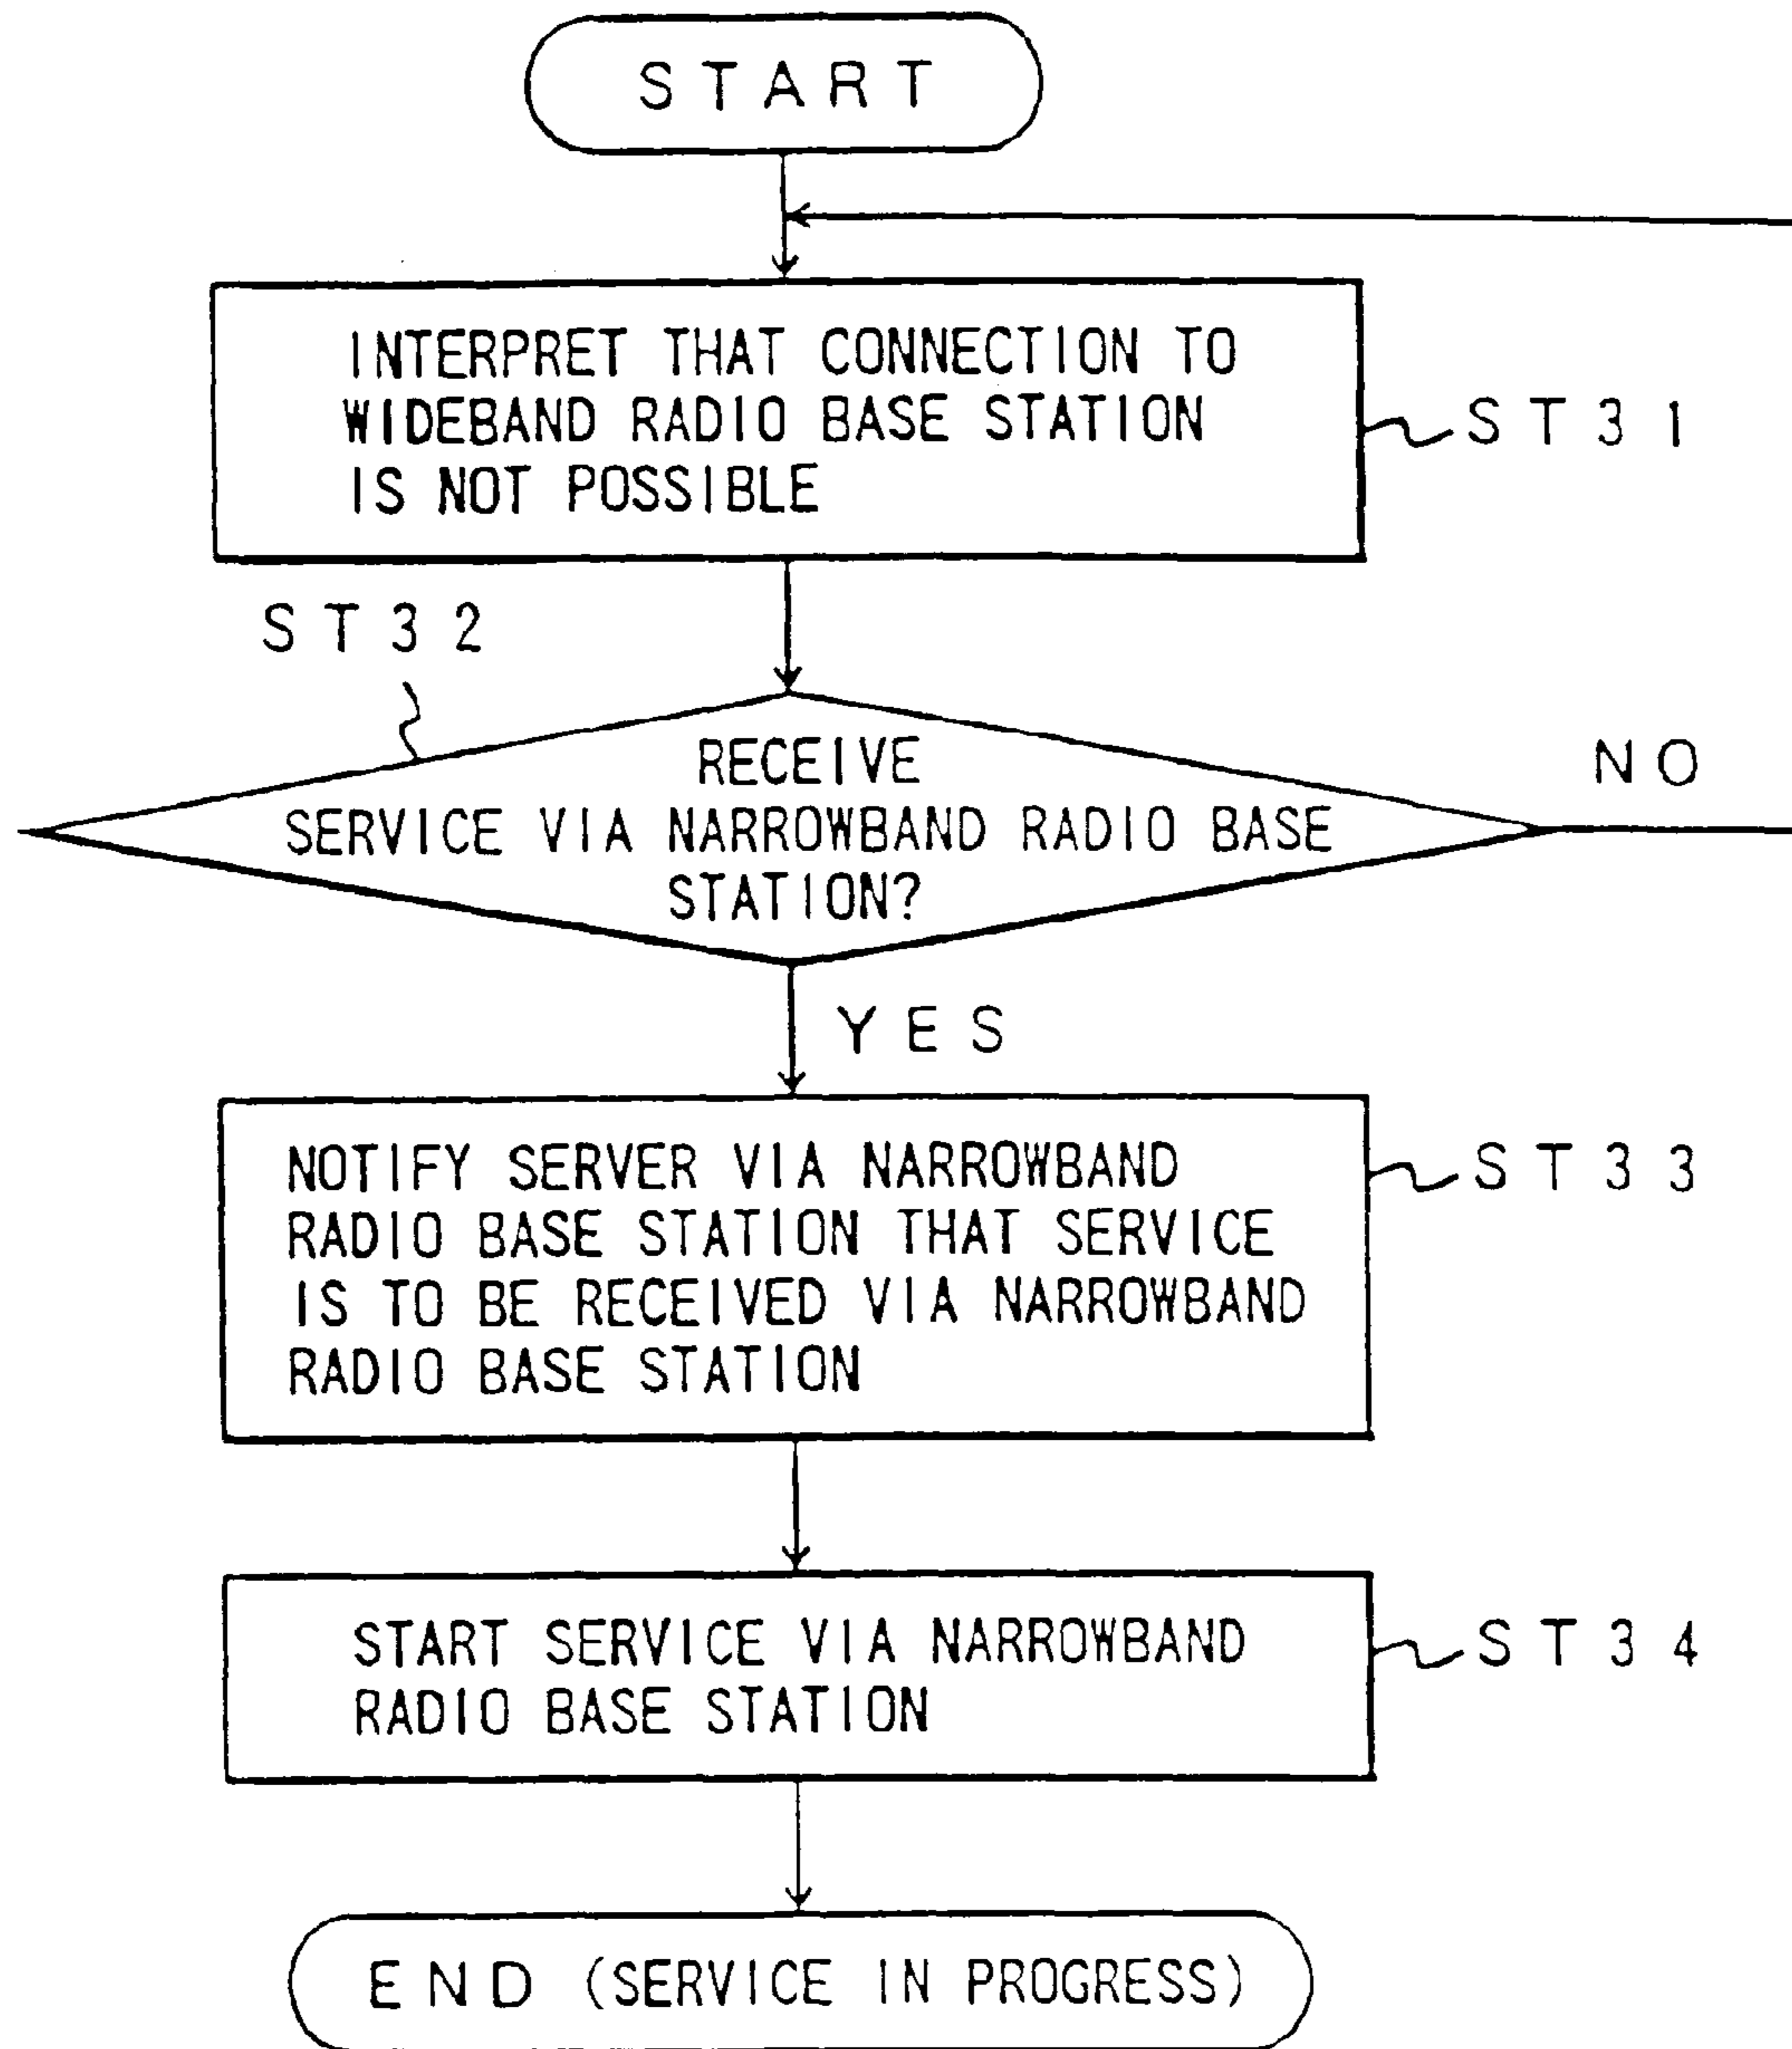 START
INTERPRET THAT CONNECTION TO
WIDEBAND RADIO BASE STATION
IS NOT POSSIBLE
ST31
ST32
RECEIVE
SERVICE VIA NARROWBAND RADIO BASE
STATION?
NO
YES
NOTIFY SERVER VIA NARROWBAND
RADIO BASE STATION THAT SERVICE
IS TO BE RECEIVED VIA NARROWBAND
RADIO BASE STATION
ST33
START SERVICE VIA NARROWBAND
RADIO BASE STATION
ST34
END (SERVICE IN PROGRESS)